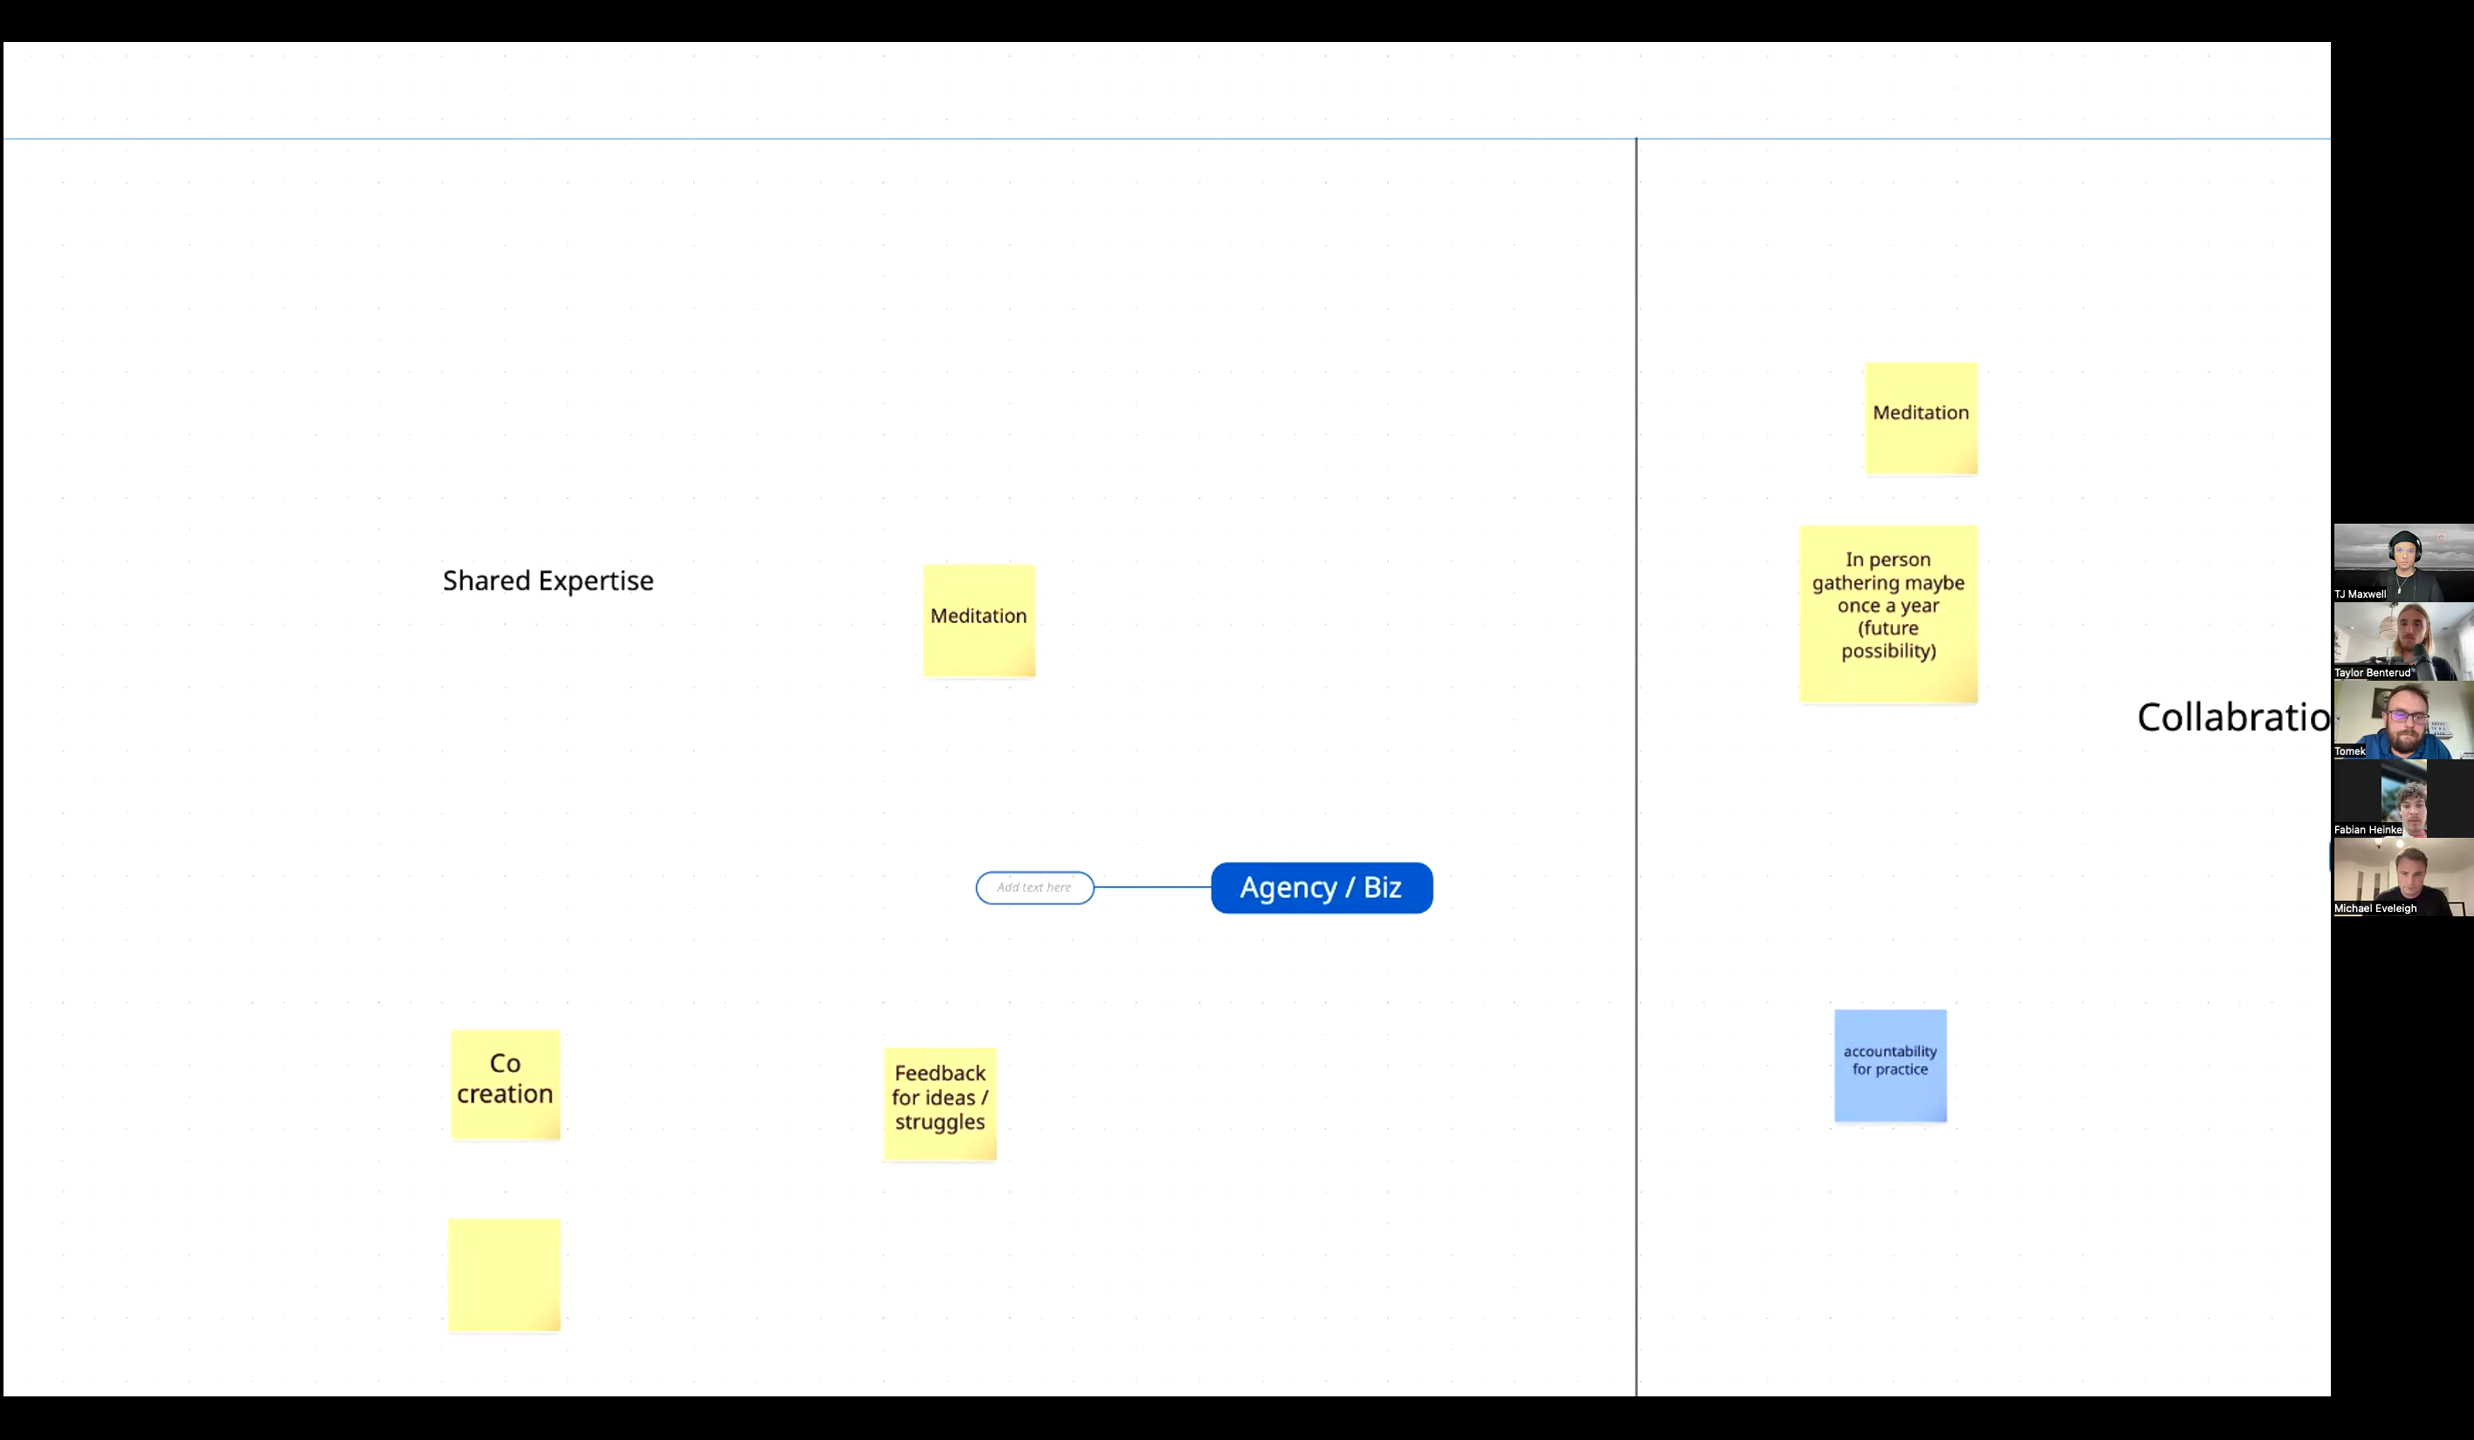 Shared Expertise
Meditation
Add text here
Agency / Biz
Co
creation
Feedback
for ideas /
struggles
Meditation
In person
gathering maybe
once a year
(future
possibility)
Collabratio
accountability
for practice
TJ Maxwell
Taylor Benterud
Tomek
Fabian Heinke
Michael Eveleigh